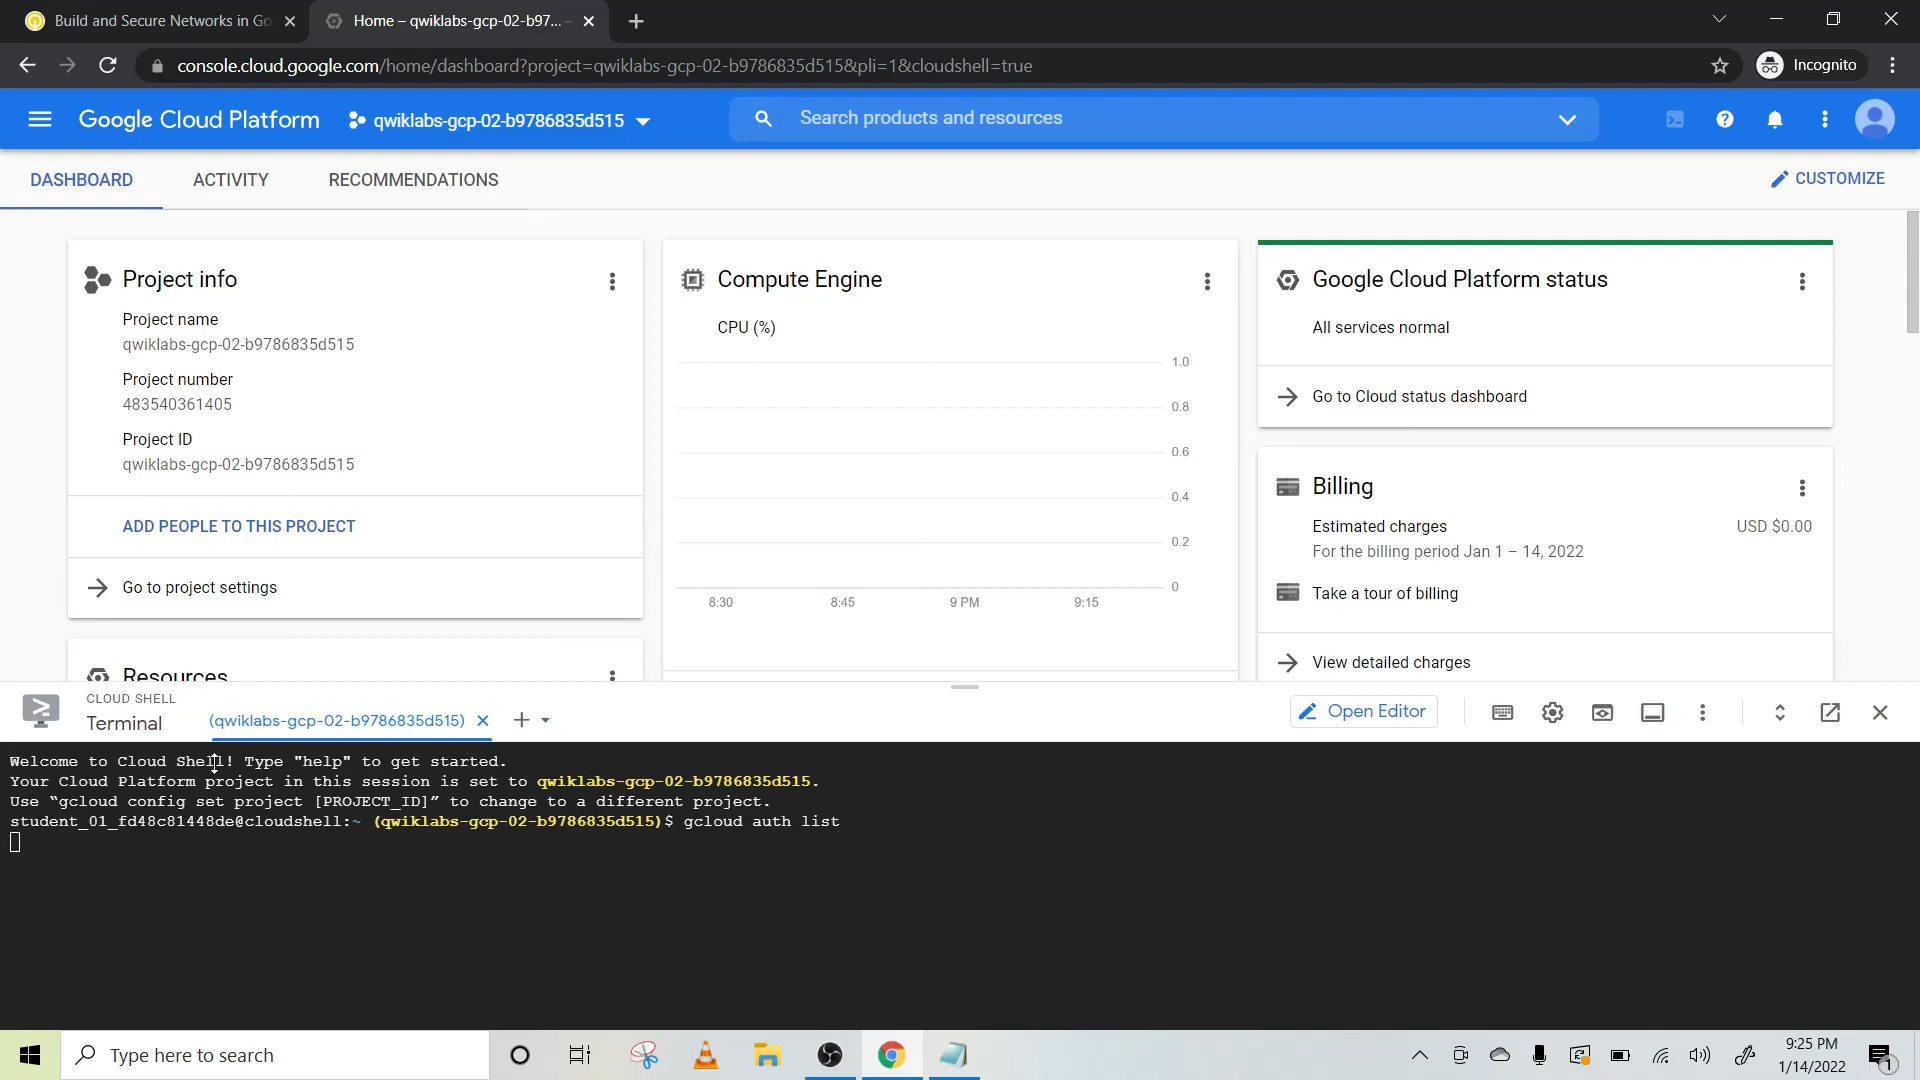 Build and Secure Networks in Go
Home – qwiklabs-gcp-02-b97...
console.cloud.google.com/home/dashboard?project=qwiklabs-gcp-02-b9786835d515&pli=1&cloudshell=true
Incognito
Google Cloud Platform
qwiklabs-gcp-02-b9786835d515
Search products and resources
DASHBOARD
ACTIVITY
RECOMMENDATIONS
CUSTOMIZE
Project info
Project name
qwiklabs-gcp-02-b9786835d515
Project number
483540361405
Project ID
qwiklabs-gcp-02-b9786835d515
ADD PEOPLE TO THIS PROJECT
Go to project settings
Resources
Compute Engine
CPU (%)
1.0
0.8
0.6
0.4
0.2
0
8:30
8:45
9 PM
9:15
Google Cloud Platform status
All services normal
Go to Cloud status dashboard
Billing
Estimated charges
USD $0.00
For the billing period Jan 1 – 14, 2022
Take a tour of billing
View detailed charges
CLOUD SHELL
Terminal
(qwiklabs-gcp-02-b9786835d515)
Open Editor
Welcome to Cloud Shell! Type "help" to get started.
Your Cloud Platform project in this session is set to qwiklabs-gcp-02-b9786835d515.
Use “gcloud config set project [PROJECT_ID]” to change to a different project.
student_01_fd48c81448de@cloudshell:~ (qwiklabs-gcp-02-b9786835d515)$ gcloud auth list
Type here to search
9:25 PM
1/14/2022
1